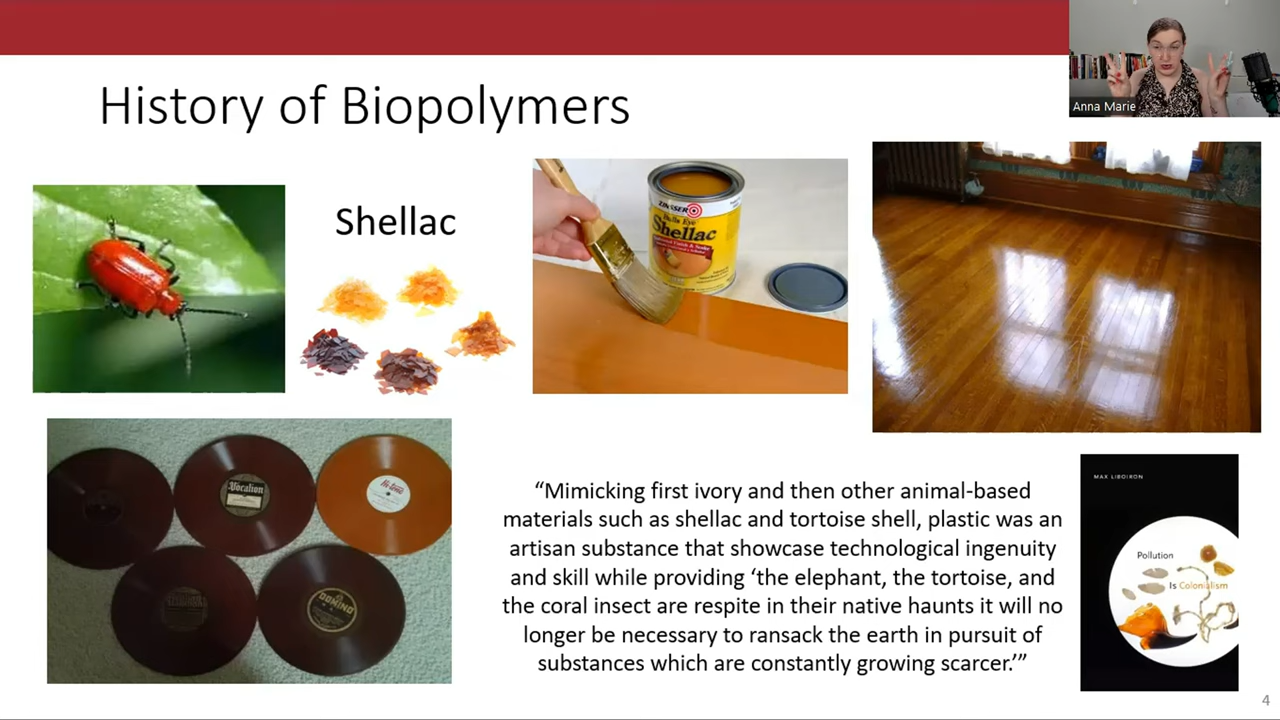 Anna Marie
History of Biopolymers
Shellac
ZINSSER
Bulls Eye
Shellac
Vocalion
DOMINO
“Mimicking first ivory and then other animal-based
materials such as shellac and tortoise shell, plastic was an
artisan substance that showcase technological ingenuity
and skill while providing ‘the elephant, the tortoise, and
the coral insect are respite in their native haunts it will no
longer be necessary to ransack the earth in pursuit of
substances which are constantly growing scarcer.’”
MAX LIBOIRON
Pollution
Is Colonialism
4